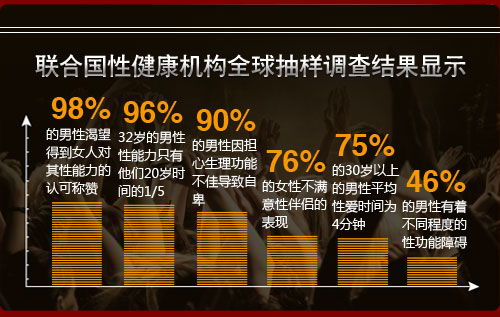 联合国性健康机构全球抽样调查结果显示
98%
的男性渴望
得到女人对
其性能力的
认可称赞
96%
32岁的男性
性能力只有
他们20岁时
间的1/5
90%
的男性因担
心生理功能
不佳导致自
卑
76%
的女性不满
意性伴侣的
表现
75%
的30岁以上
的男性平均
性爱时间为
4分钟
46%
的男性有着
不同程度的
性功能障碍